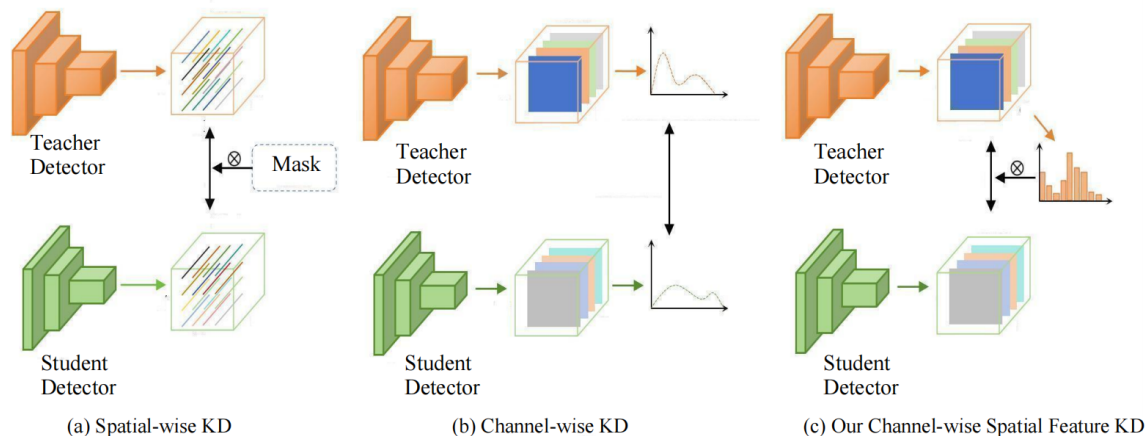 Teacher
Detector
⊗
Mask
Student
Detector
(a) Spatial-wise KD
Teacher
Detector
Student
Detector
(b) Channel-wise KD
Teacher
Detector
⊗
Student
Detector
(c) Our Channel-wise Spatial Feature KD